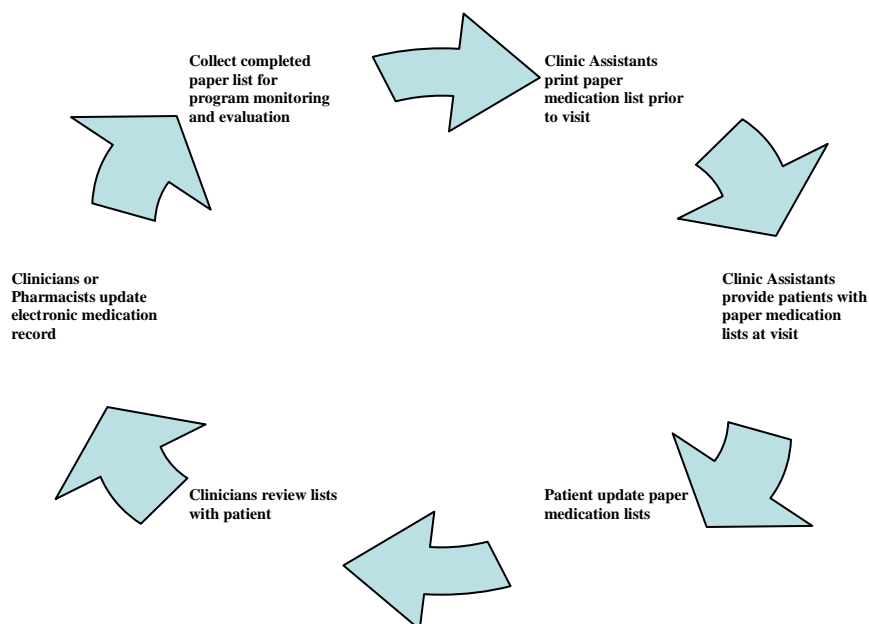 Collect completed
paper list for
program monitoring
and evaluation
Clinic Assistants
print paper
medication list prior
to visit
Clinic Assistants
provide patients with
paper medication
lists at visit
Patient update paper
medication lists
Clinicians review lists
with patient
Clinicians or
Pharmacists update
electronic medication
record